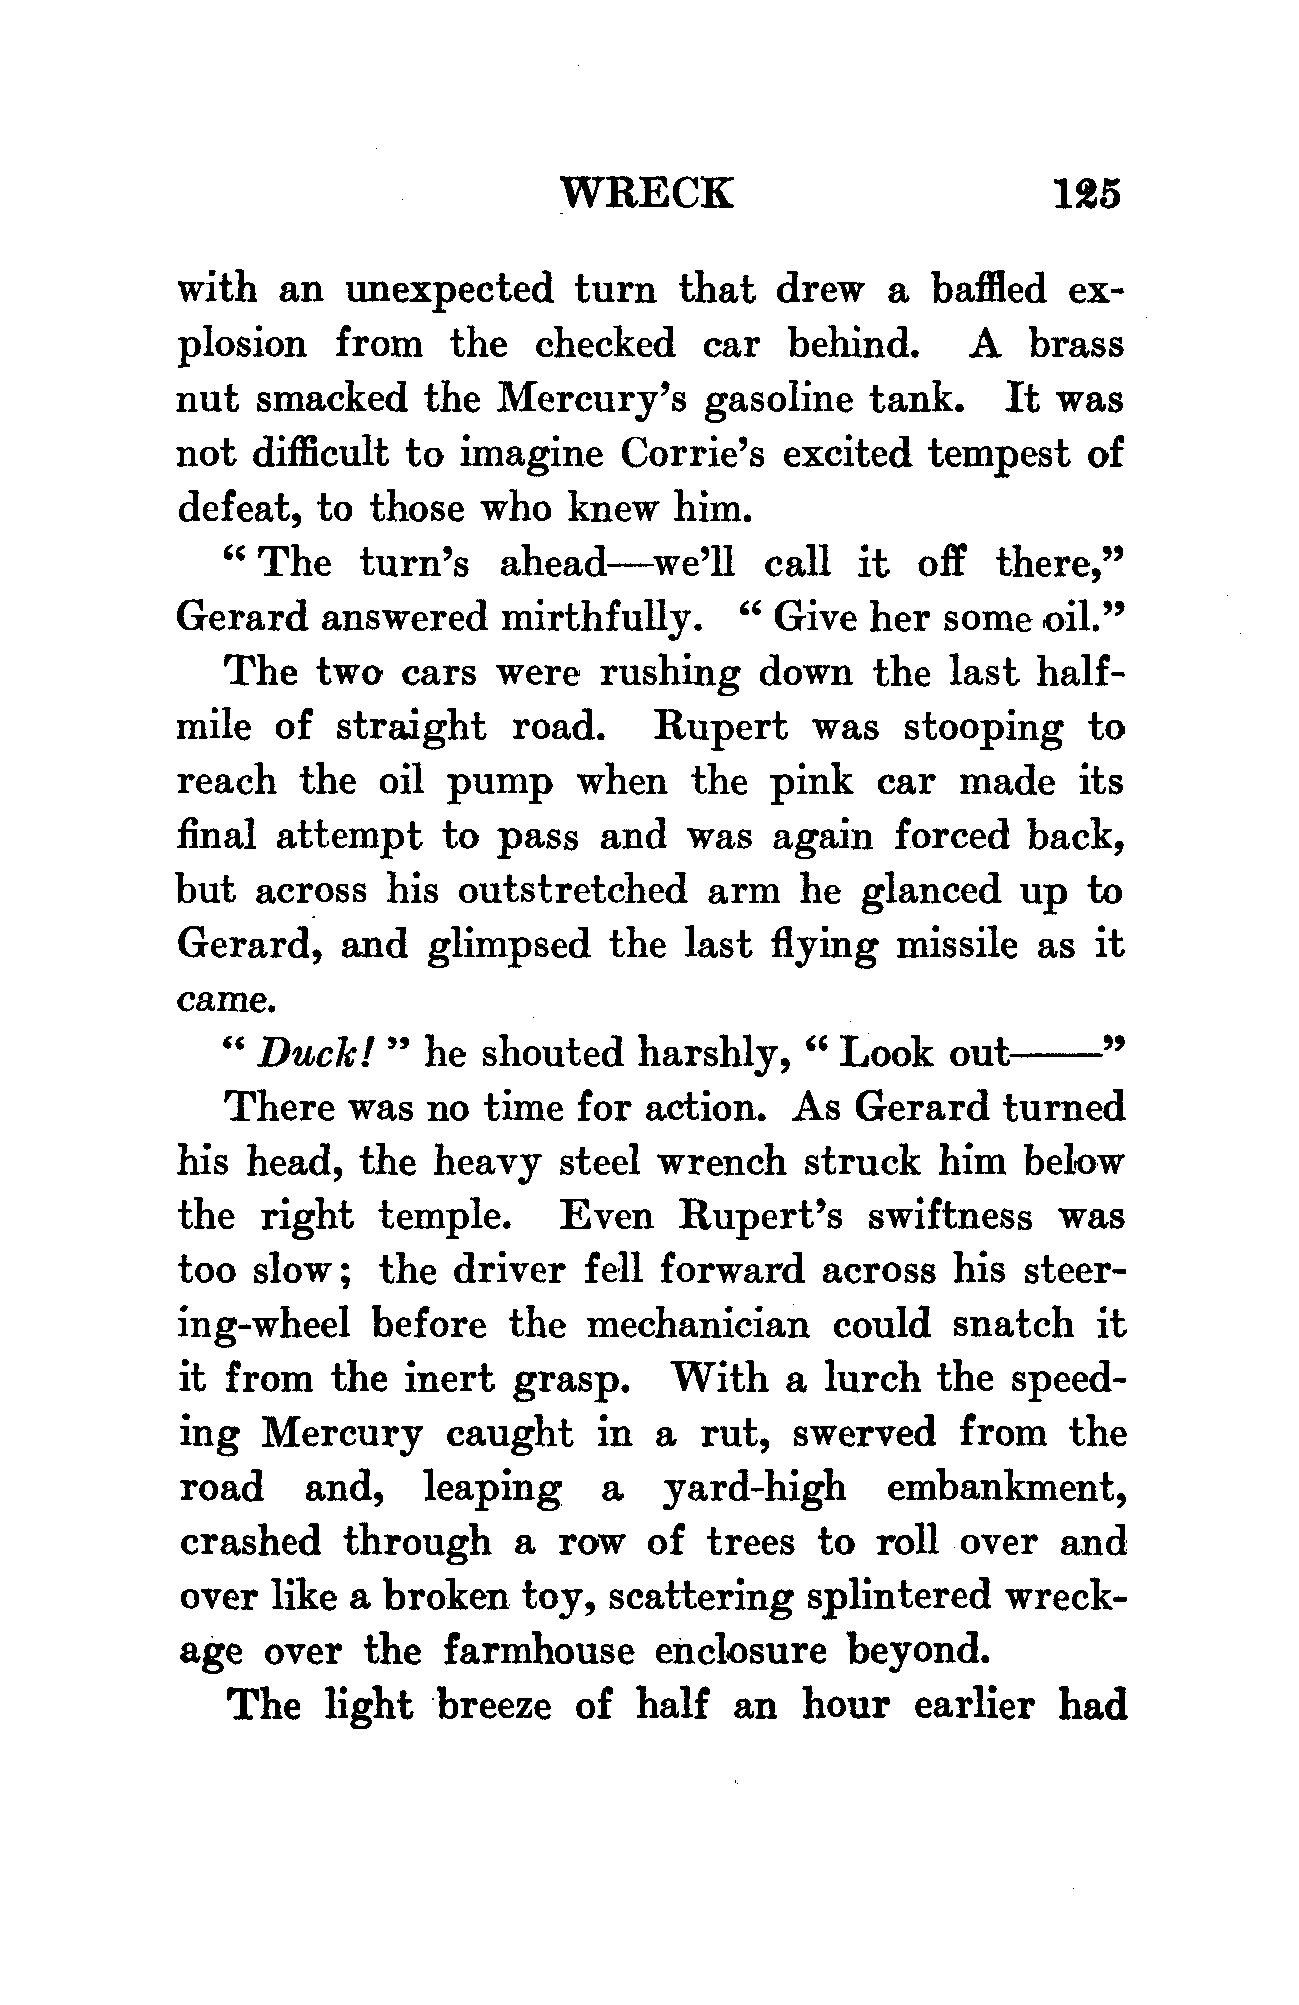 WRECK 125
with an unexpected turn that drew a baffled ex-
plosion from the checked car behind. A brass
nut smacked the Mercury's gasoline tank. It was
not difficult to imagine Corrie's excited tempest of
defeat, to those who knew him.
“ The turn's ahead—we'll call it off there,”
Gerard answered mirthfully. “ Give her some oil.”
The two cars were rushing down the last half-
mile of straight road. Rupert was stooping to
reach the oil pump when the pink car made its
final attempt to pass and was again forced back,
but across his outstretched arm he glanced up to
Gerard, and glimpsed the last flying missile as it
came.
“ Duck! ” he shouted harshly, “ Look out——”
There was no time for action. As Gerard turned
his head, the heavy steel wrench struck him below
the right temple. Even Rupert's swiftness was
too slow; the driver fell forward across his steer-
ing-wheel before the mechanician could snatch it
it from the inert grasp. With a lurch the speed-
ing Mercury caught in a rut, swerved from the
road and, leaping a yard-high embankment,
crashed through a row of trees to roll over and
over like a broken toy, scattering splintered wreck-
age over the farmhouse enclosure beyond.
The light breeze of half an hour earlier had